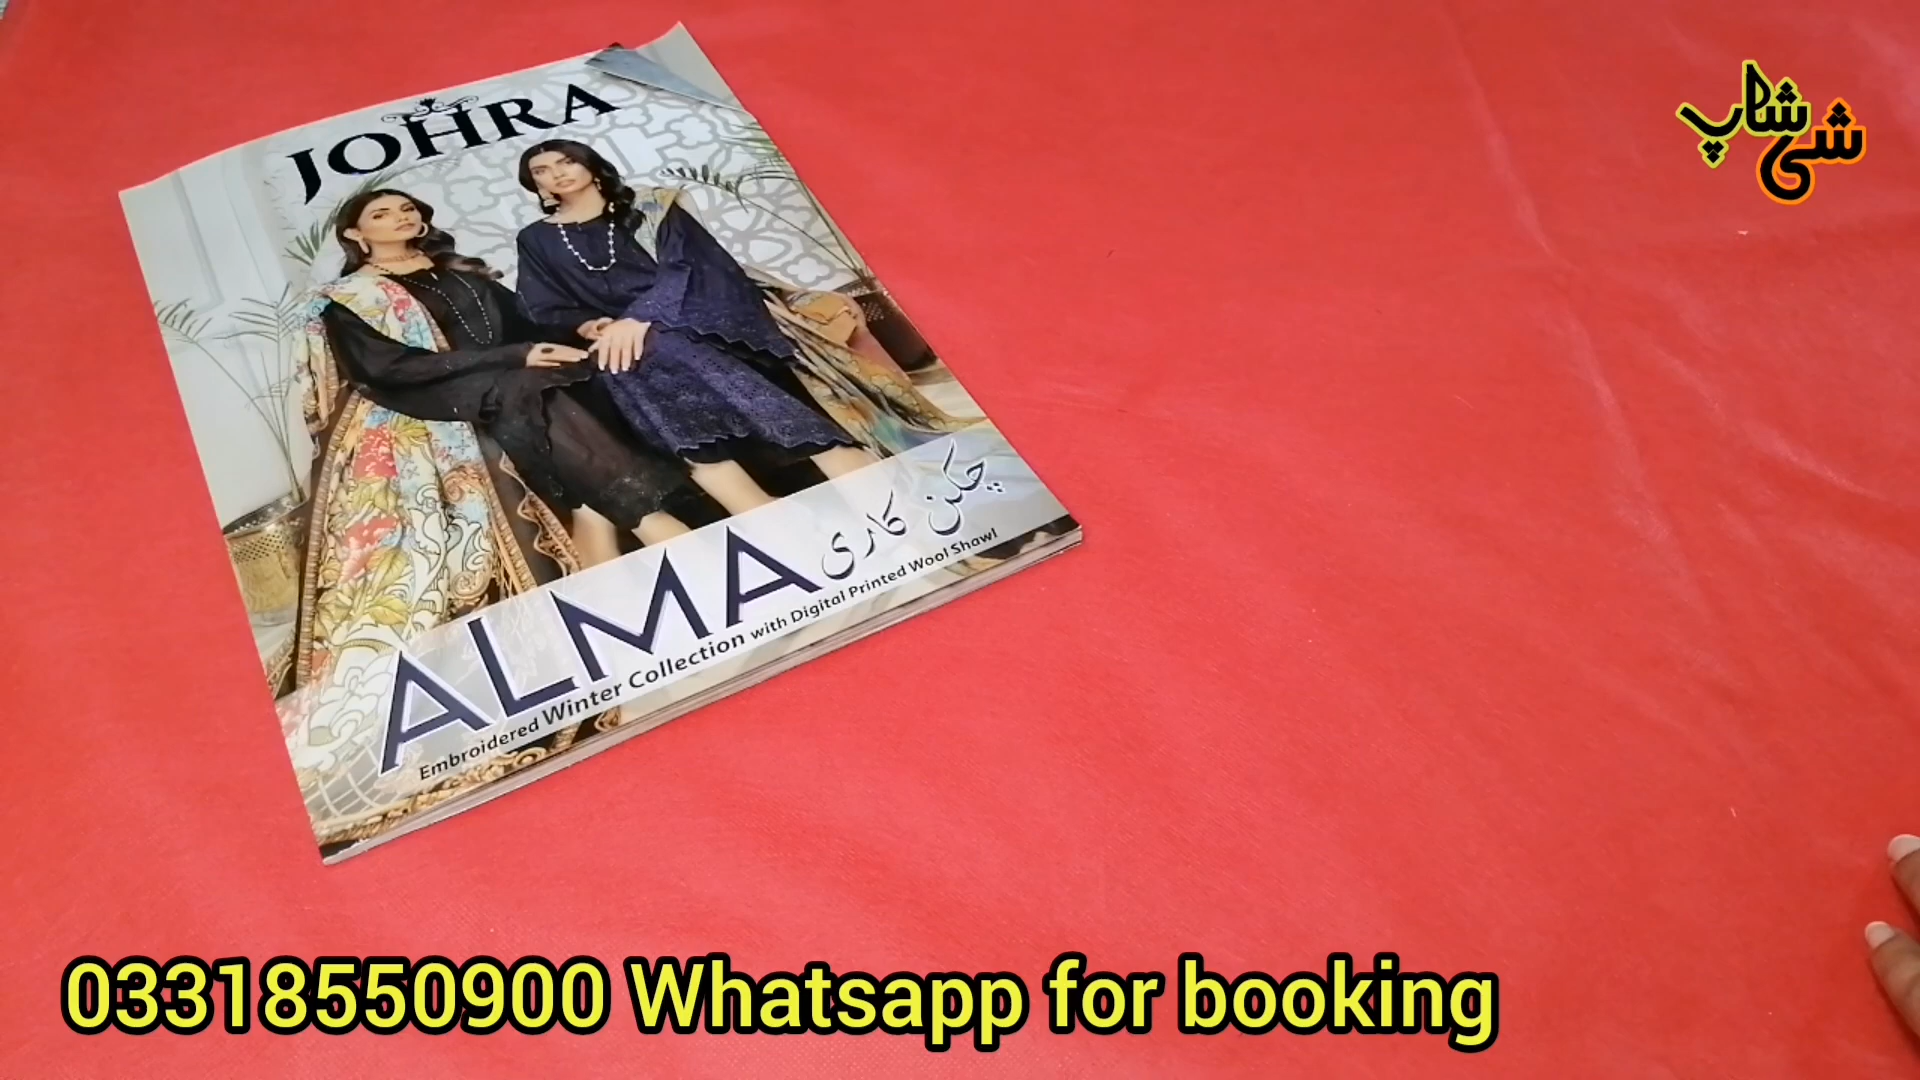 JOHRA
شی شاپ
ALMA چکن کاری
Embroidered Winter Collection with Digital Printed Wool Shawl
03318550900 Whatsapp for booking